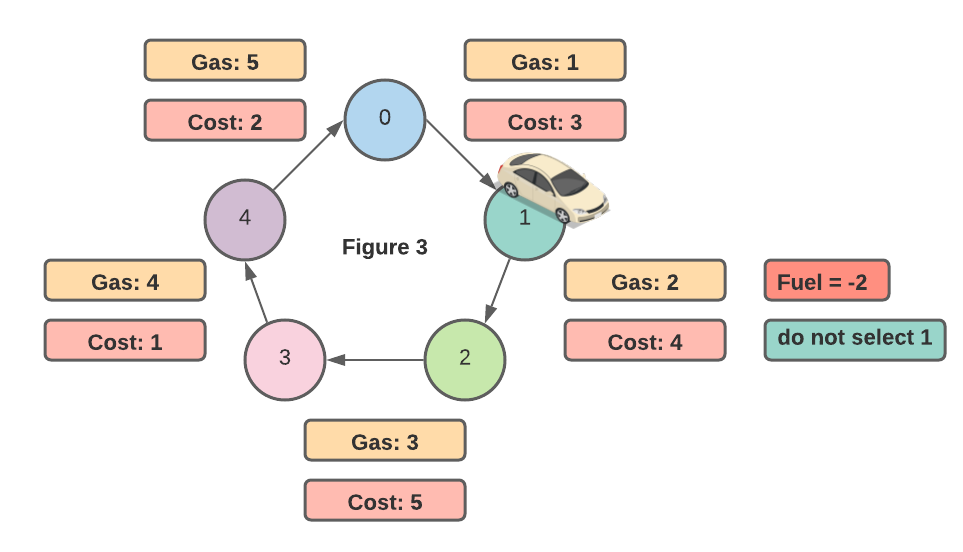 Gas: 5
Gas: 1
Cost: 2
0
Cost: 3
4
1
Figure 3
Gas: 4
Gas: 2
Fuel = -2
Cost: 1
3
2
Cost: 4
do not select 1
Gas: 3
Cost: 5